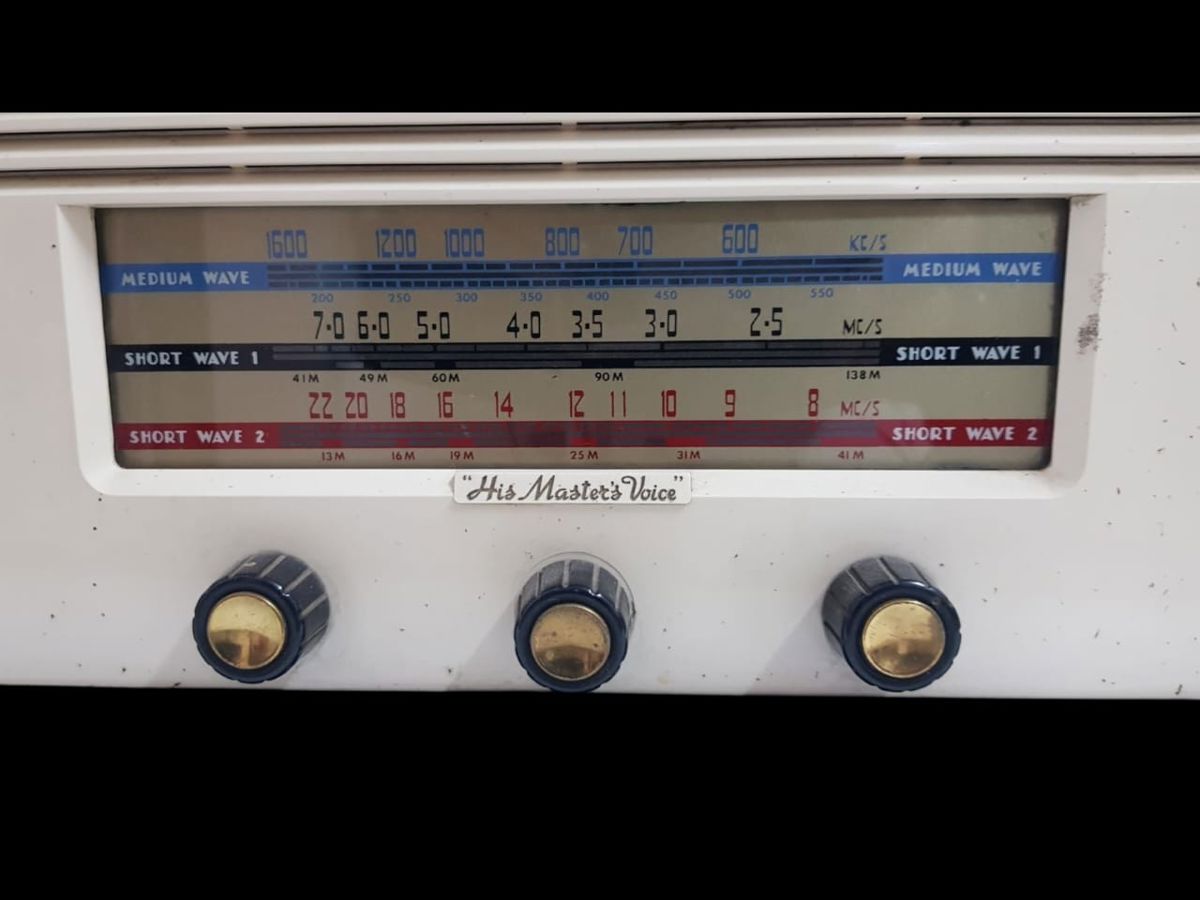 1600 1200 1000 800 700 600 KC/S
MEDIUM WAVE MEDIUM WAVE
200 250 300 350 400 450 500 550
7·0 6·0 5·0 4·0 3·5 3·0 2·5 MC/S
SHORT WAVE 1 SHORT WAVE 1
41M 49M 60M 90M 138M
22 20 18 16 14 12 11 10 9 8 MC/S
SHORT WAVE 2 SHORT WAVE 2
13M 16M 19M 25M 31M 41M
"His Master's Voice"